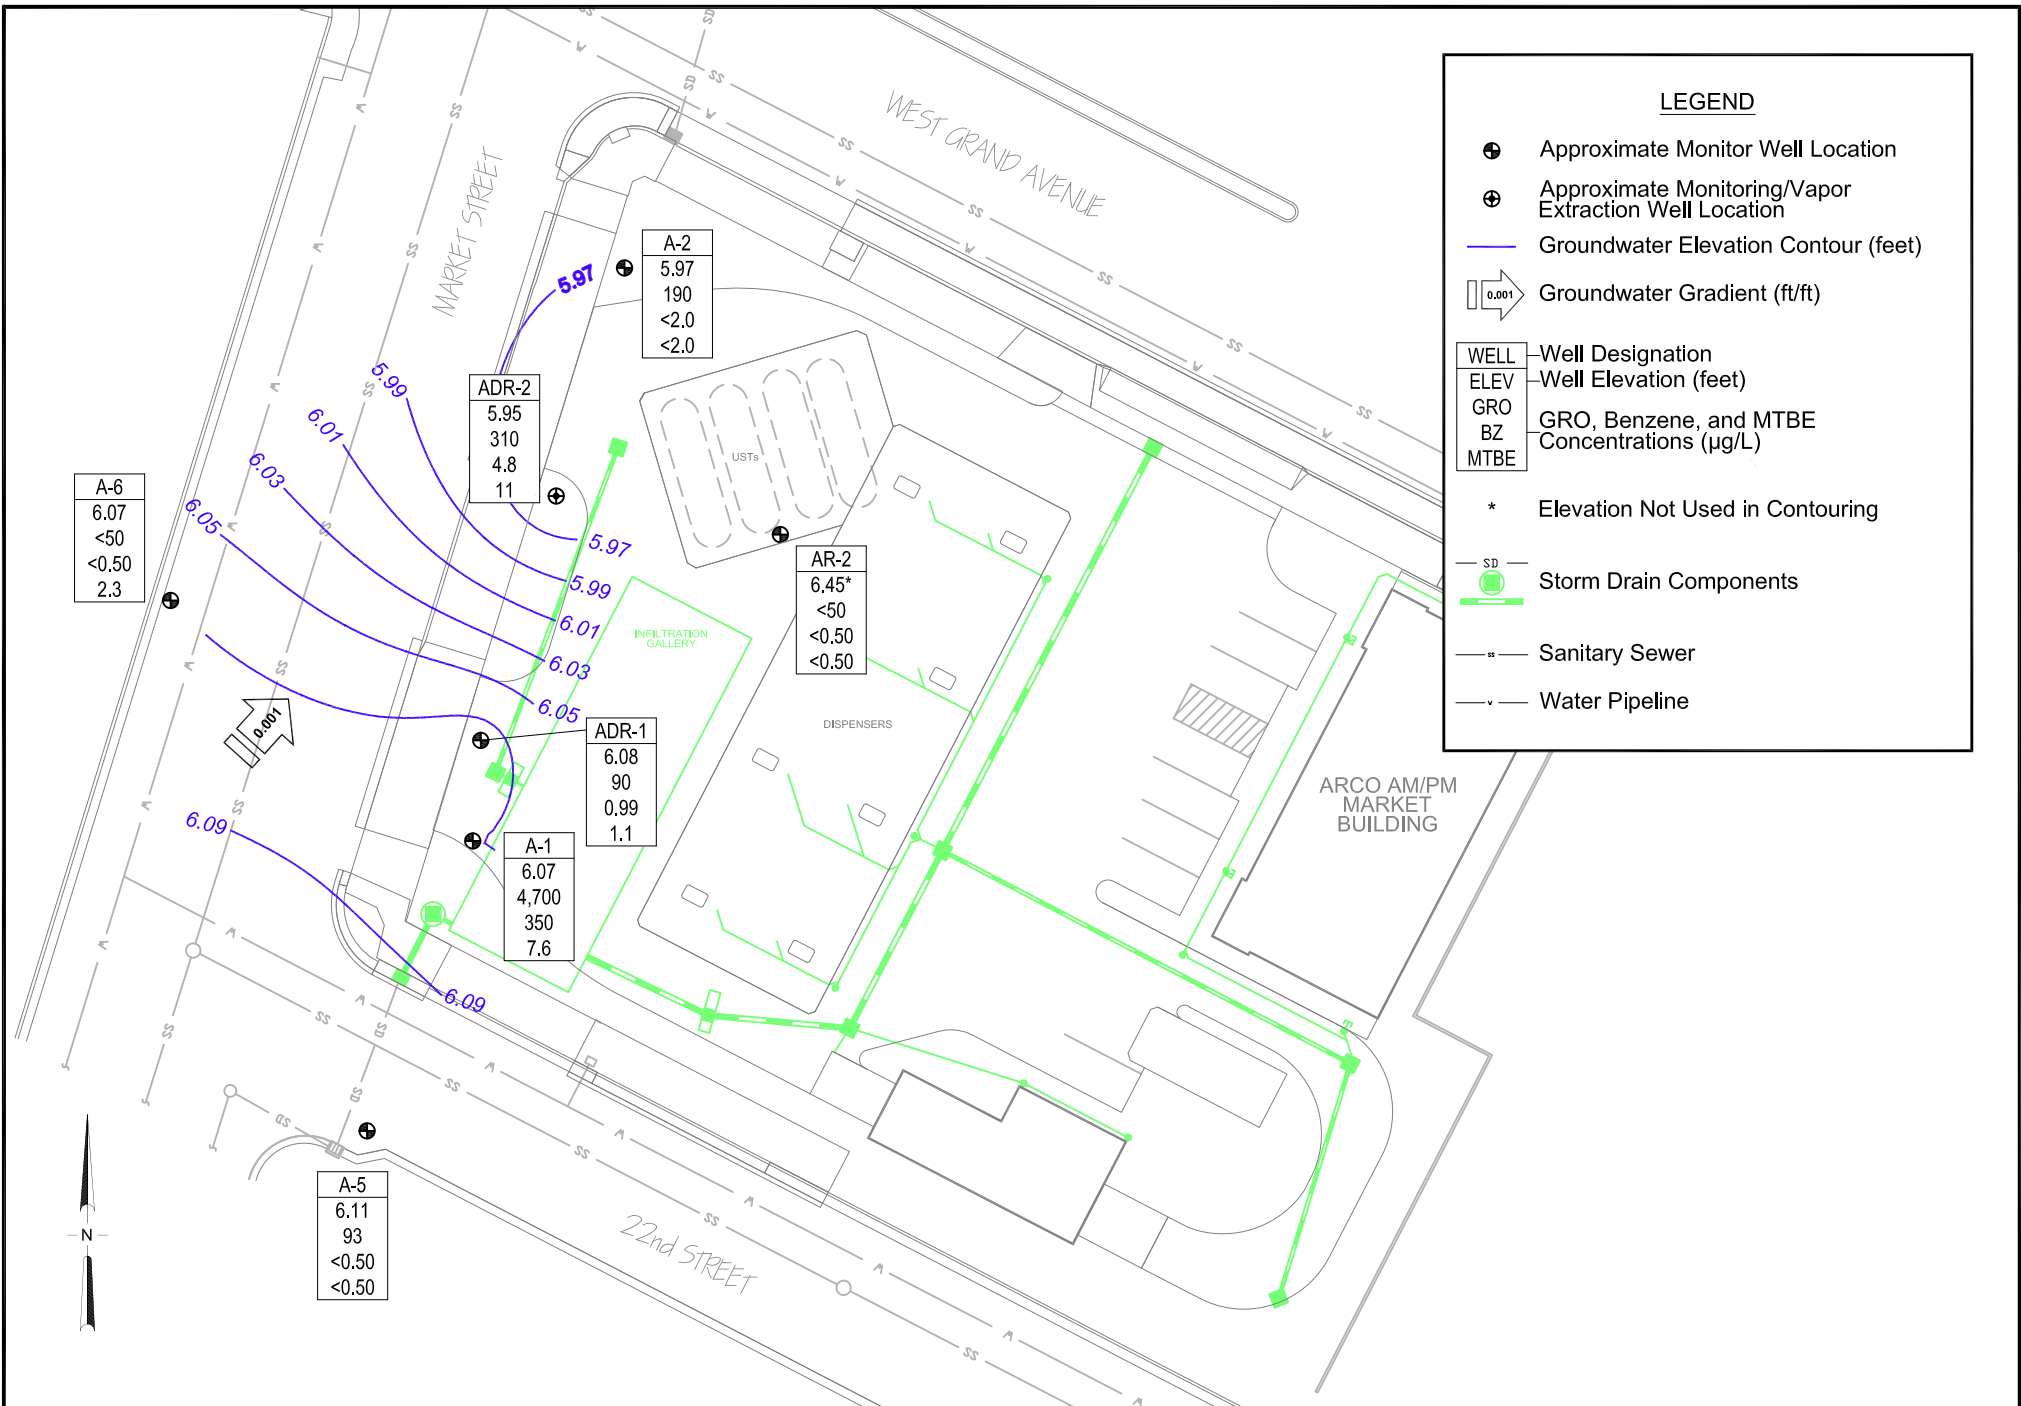 WEST GRAND AVENUE
MARKET STREET
22nd STREET
A-2
5.97
190
<2.0
<2.0
ADR-2
5.95
310
4.8
11
A-6
6.07
<50
<0.50
2.3
AR-2
6.45*
<50
<0.50
<0.50
ADR-1
6.08
90
0.99
1.1
A-1
6.07
4,700
350
7.6
A-5
6.11
93
<0.50
<0.50
5.97
5.99
6.01
6.03
6.05
5.97
5.99
6.01
6.03
6.05
6.09
6.09
0.001
USTs
INFILTRATION
GALLERY
DISPENSERS
ARCO AM/PM
MARKET
BUILDING
N
LEGEND
Approximate Monitor Well Location
Approximate Monitoring/Vapor
Extraction Well Location
Groundwater Elevation Contour (feet)
0.001
Groundwater Gradient (ft/ft)
WELL
Well Designation
ELEV
Well Elevation (feet)
GRO
BZ
MTBE
GRO, Benzene, and MTBE
Concentrations (µg/L)
*
Elevation Not Used in Contouring
SD
Storm Drain Components
SS
Sanitary Sewer
Water Pipeline